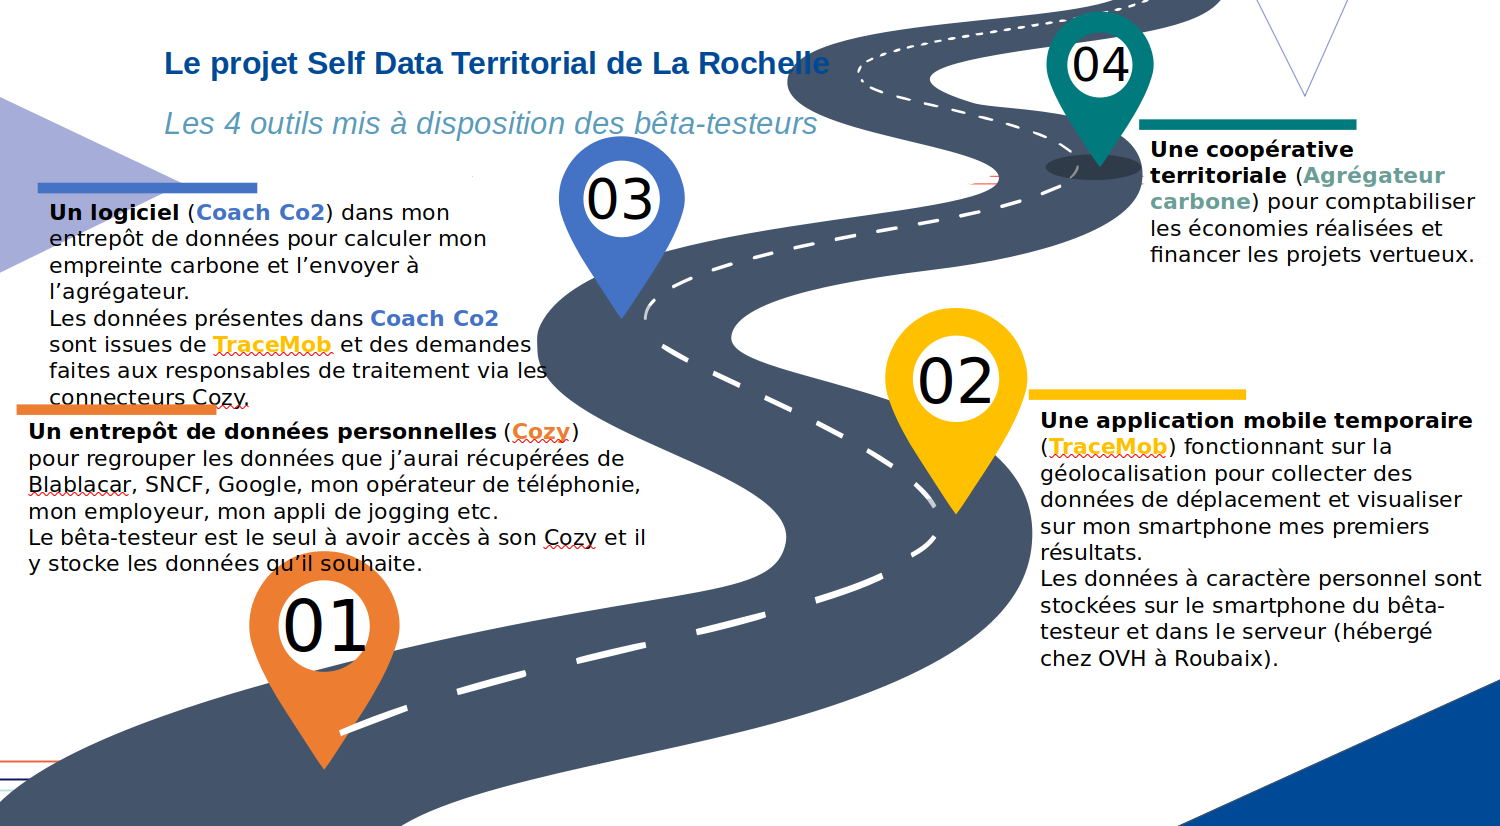 Le projet Self Data Territorial de La Rochelle
Les 4 outils mis à disposition des bêta-testeurs
04
Une coopérative
territoriale (Agrégateur
carbone) pour comptabiliser
les économies réalisées et
financer les projets vertueux.
03
Un logiciel (Coach Co2) dans mon
entrepôt de données pour calculer mon
empreinte carbone et l’envoyer à
l’agrégateur.
Les données présentes dans Coach Co2
sont issues de TraceMob et des demandes
faites aux responsables de traitement via les
connecteurs Cozy.
02
Une application mobile temporaire
(TraceMob) fonctionnant sur la
géolocalisation pour collecter des
données de déplacement et visualiser
sur mon smartphone mes premiers
résultats.
Les données à caractère personnel sont
stockées sur le smartphone du bêta-
testeur et dans le serveur (hébergé
chez OVH à Roubaix).
Un entrepôt de données personnelles (Cozy)
pour regrouper les données que j’aurai récupérées de
Blablacar, SNCF, Google, mon opérateur de téléphonie,
mon employeur, mon appli de jogging etc.
Le bêta-testeur est le seul à avoir accès à son Cozy et il
y stocke les données qu’il souhaite.
01